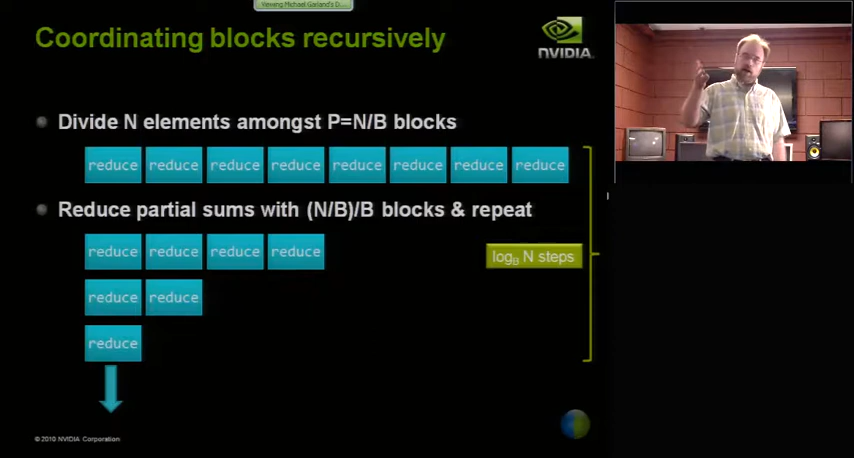 Viewing Michael Garland's D...
Coordinating blocks recursively
NVIDIA.
Divide N elements amongst P=N/B blocks
reduce reduce reduce reduce reduce reduce reduce reduce
Reduce partial sums with (N/B)/B blocks & repeat
reduce reduce reduce reduce
log_B N steps
reduce reduce
reduce
© 2010 NVIDIA Corporation